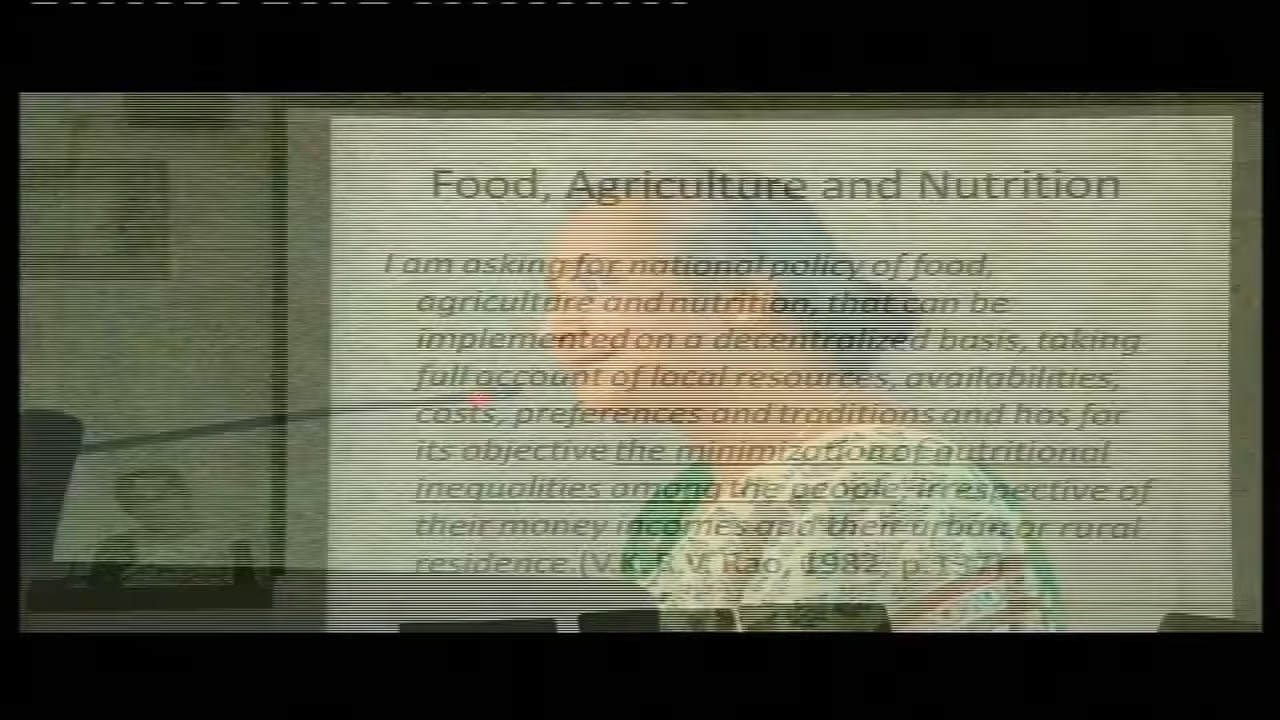 Food, Agriculture and Nutrition
I am asking for national policy of food,
agriculture and nutrition, that can be
implemented on a decentralized basis, taking
full account of local resources, availabilities,
costs, preferences and traditions and has for
its objective the minimization of nutritional
inequalities among the people, irrespective of
their money incomes and their urban or rural
residence.(V.K.R.V. Rao, 1982, p.